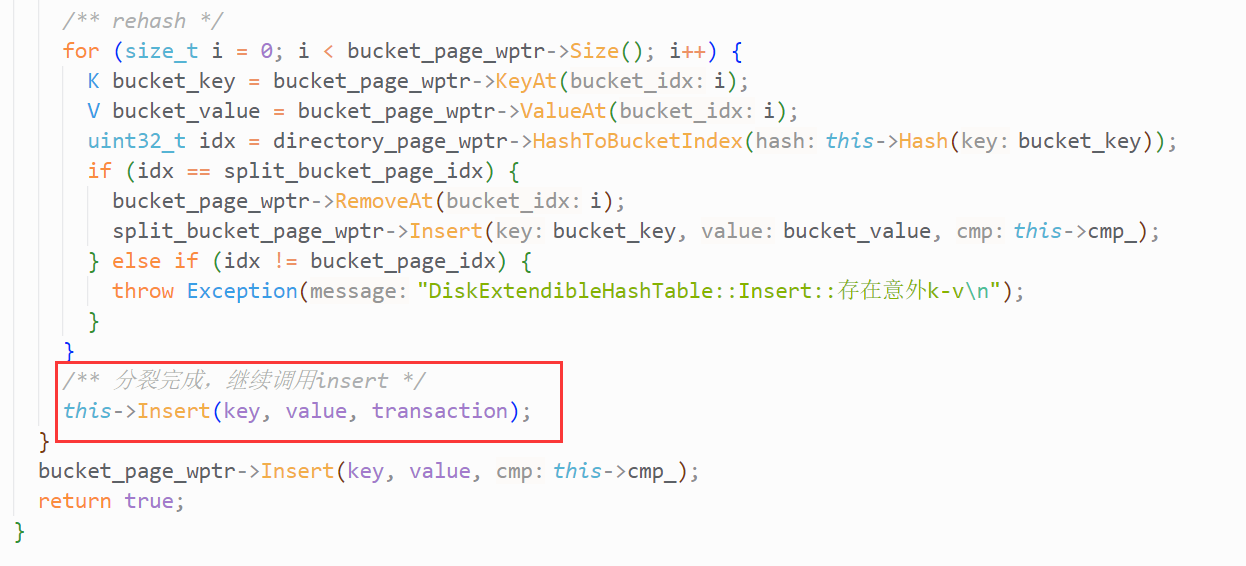 /** rehash */
for (size_t i = 0; i < bucket_page_wptr->Size(); i++) {
K bucket_key = bucket_page_wptr->KeyAt(bucket_idx: i);
V bucket_value = bucket_page_wptr->ValueAt(bucket_idx: i);
uint32_t idx = directory_page_wptr->HashToBucketIndex(hash: this->Hash(key: bucket_key));
if (idx == split_bucket_page_idx) {
bucket_page_wptr->RemoveAt(bucket_idx: i);
split_bucket_page_wptr->Insert(key: bucket_key, value: bucket_value, cmp: this->cmp_);
} else if (idx != bucket_page_idx) {
throw Exception(message: "DiskExtendibleHashTable::Insert::存在意外k-v\n");
}
}
/** 分裂完成，继续调用insert */
this->Insert(key, value, transaction);
}
bucket_page_wptr->Insert(key, value, cmp: this->cmp_);
return true;
}